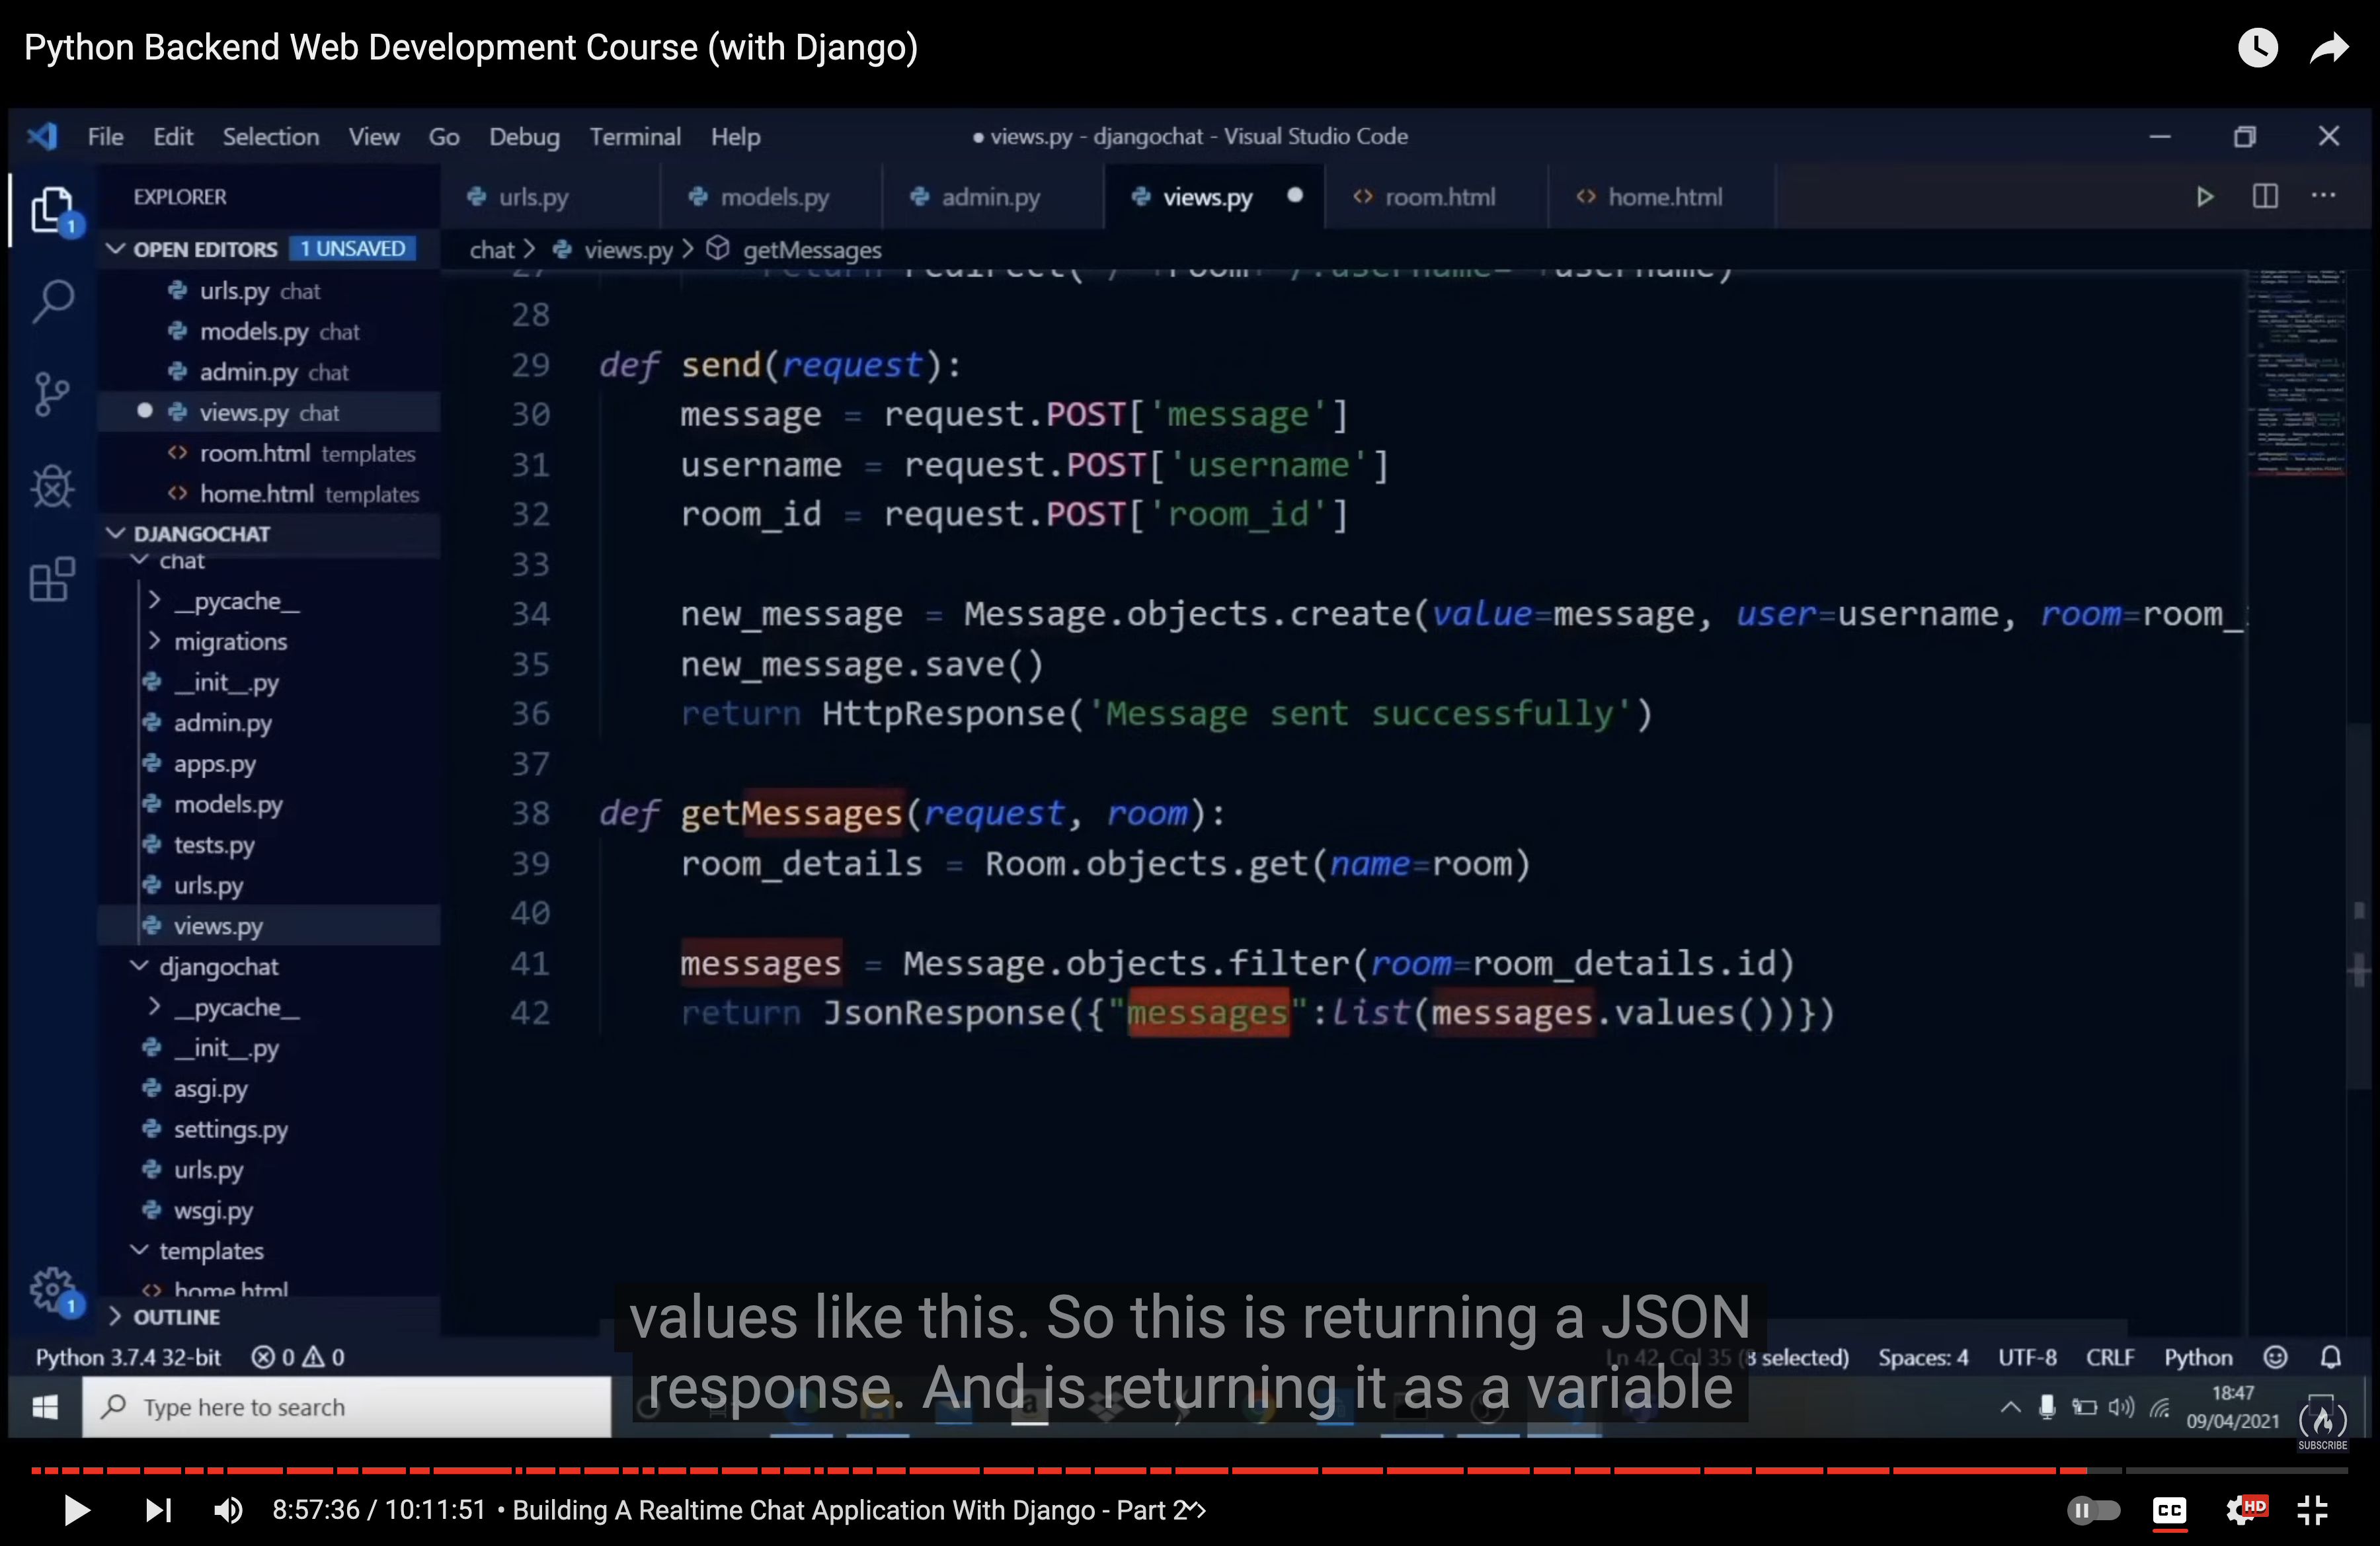 Python Backend Web Development Course (with Django)
File Edit Selection View Go Debug Terminal Help
● views.py - djangochat - Visual Studio Code
EXPLORER
urls.py
models.py
admin.py
views.py
room.html
home.html
OPEN EDITORS 1 UNSAVED
chat > views.py > getMessages
urls.py chat
models.py chat
admin.py chat
views.py chat
room.html templates
home.html templates
DJANGOCHAT
chat
__pycache__
migrations
__init__.py
admin.py
apps.py
models.py
tests.py
urls.py
views.py
djangochat
__pycache__
__init__.py
asgi.py
settings.py
urls.py
wsgi.py
templates
home.html
OUTLINE
28
29 def send(request):
30 message = request.POST['message']
31 username = request.POST['username']
32 room_id = request.POST['room_id']
33
34 new_message = Message.objects.create(value=message, user=username, room=room_
35 new_message.save()
36 return HttpResponse('Message sent successfully')
37
38 def getMessages(request, room):
39 room_details = Room.objects.get(name=room)
40
41 messages = Message.objects.filter(room=room_details.id)
42 return JsonResponse({"messages":List(messages.values())})
values like this. So this is returning a JSON
response. And is returning it as a variable
Python 3.7.4 32-bit 0 0
Ln 42, Col 35 (8 selected) Spaces: 4 UTF-8 CRLF Python
Type here to search
18:47
09/04/2021
SUBSCRIBE
8:57:36 / 10:11:51 • Building A Realtime Chat Application With Django - Part 2
CC
HD